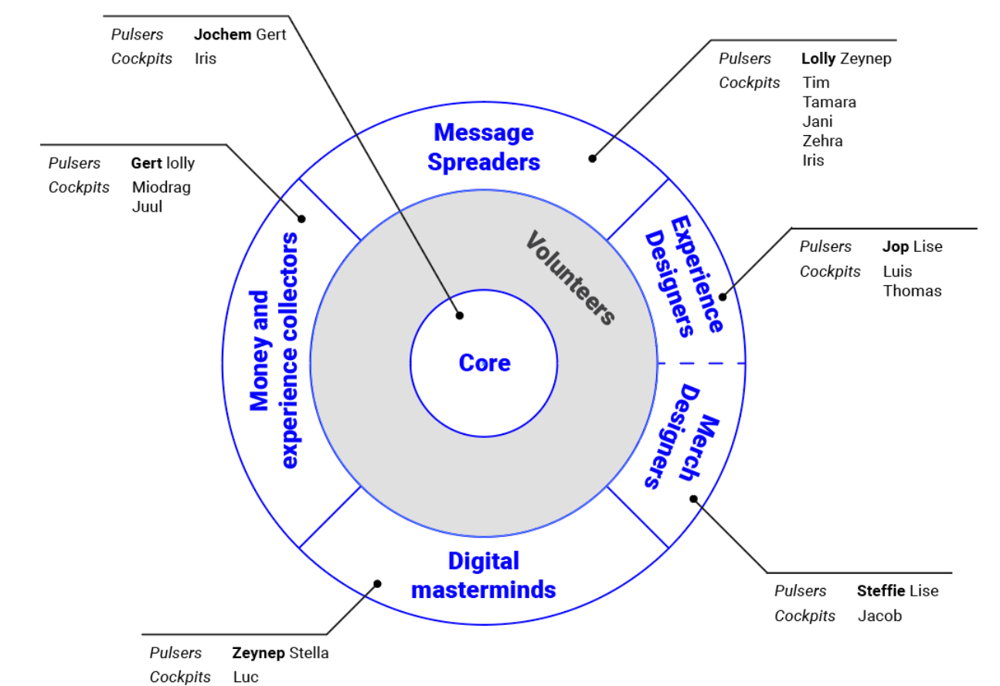 Pulsers Jochem Gert
Cockpits Iris
Pulsers Lolly Zeynep
Cockpits Tim
Tamara
Jani
Zehra
Iris
Pulsers Gert lolly
Cockpits Miodrag
Juul
Message
Spreaders
Experience
Designers
Pulsers Jop Lise
Cockpits Luis
Thomas
Volunteers
Money and
experience collectors
Core
Merch
Designers
Digital
masterminds
Pulsers Steffie Lise
Cockpits Jacob
Pulsers Zeynep Stella
Cockpits Luc